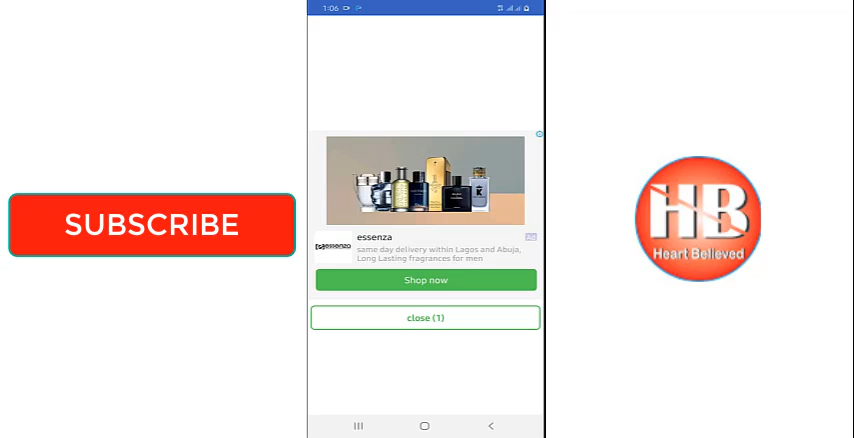 SUBSCRIBE
1:06
essenza
Ad
essenza
same day delivery within Lagos and Abuja,
Long Lasting fragrances for men
Shop now
close (1)
HB
Heart Believed